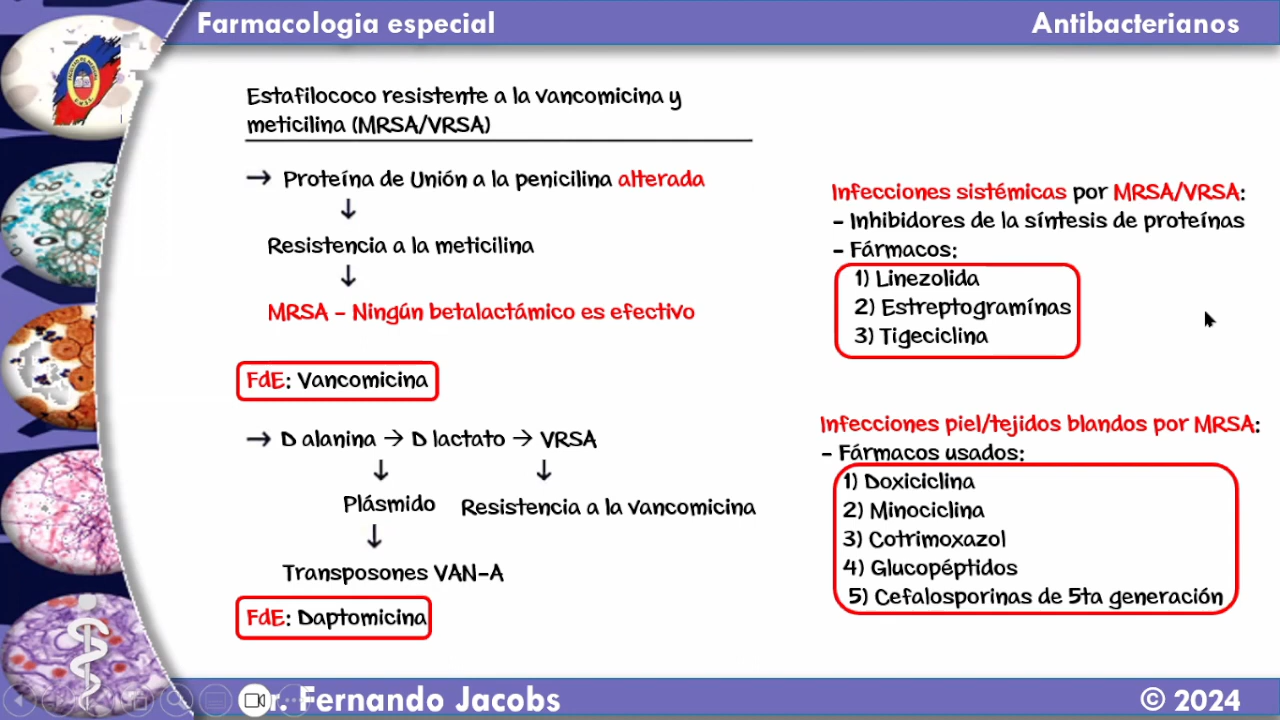 Farmacologia especial
Antibacterianos
Estafilococo resistente a la vancomicina y
meticilina (MRSA/VRSA)
→ Proteína de Unión a la penicilina alterada
↓
Resistencia a la meticilina
↓
MRSA - Ningún betalactámico es efectivo
FdE: Vancomicina
→ D alanina → D lactato → VRSA
↓ ↓
Plásmido Resistencia a la vancomicina
↓
Transposones VAN-A
FdE: Daptomicina
Infecciones sistémicas por MRSA/VRSA:
- Inhibidores de la síntesis de proteínas
- Fármacos:
1) Linezolida
2) Estreptogramínas
3) Tigeciclina
Infecciones piel/tejidos blandos por MRSA:
- Fármacos usados:
1) Doxiciclina
2) Minociclina
3) Cotrimoxazol
4) Glucopéptidos
5) Cefalosporinas de 5ta generación
r. Fernando Jacobs
© 2024